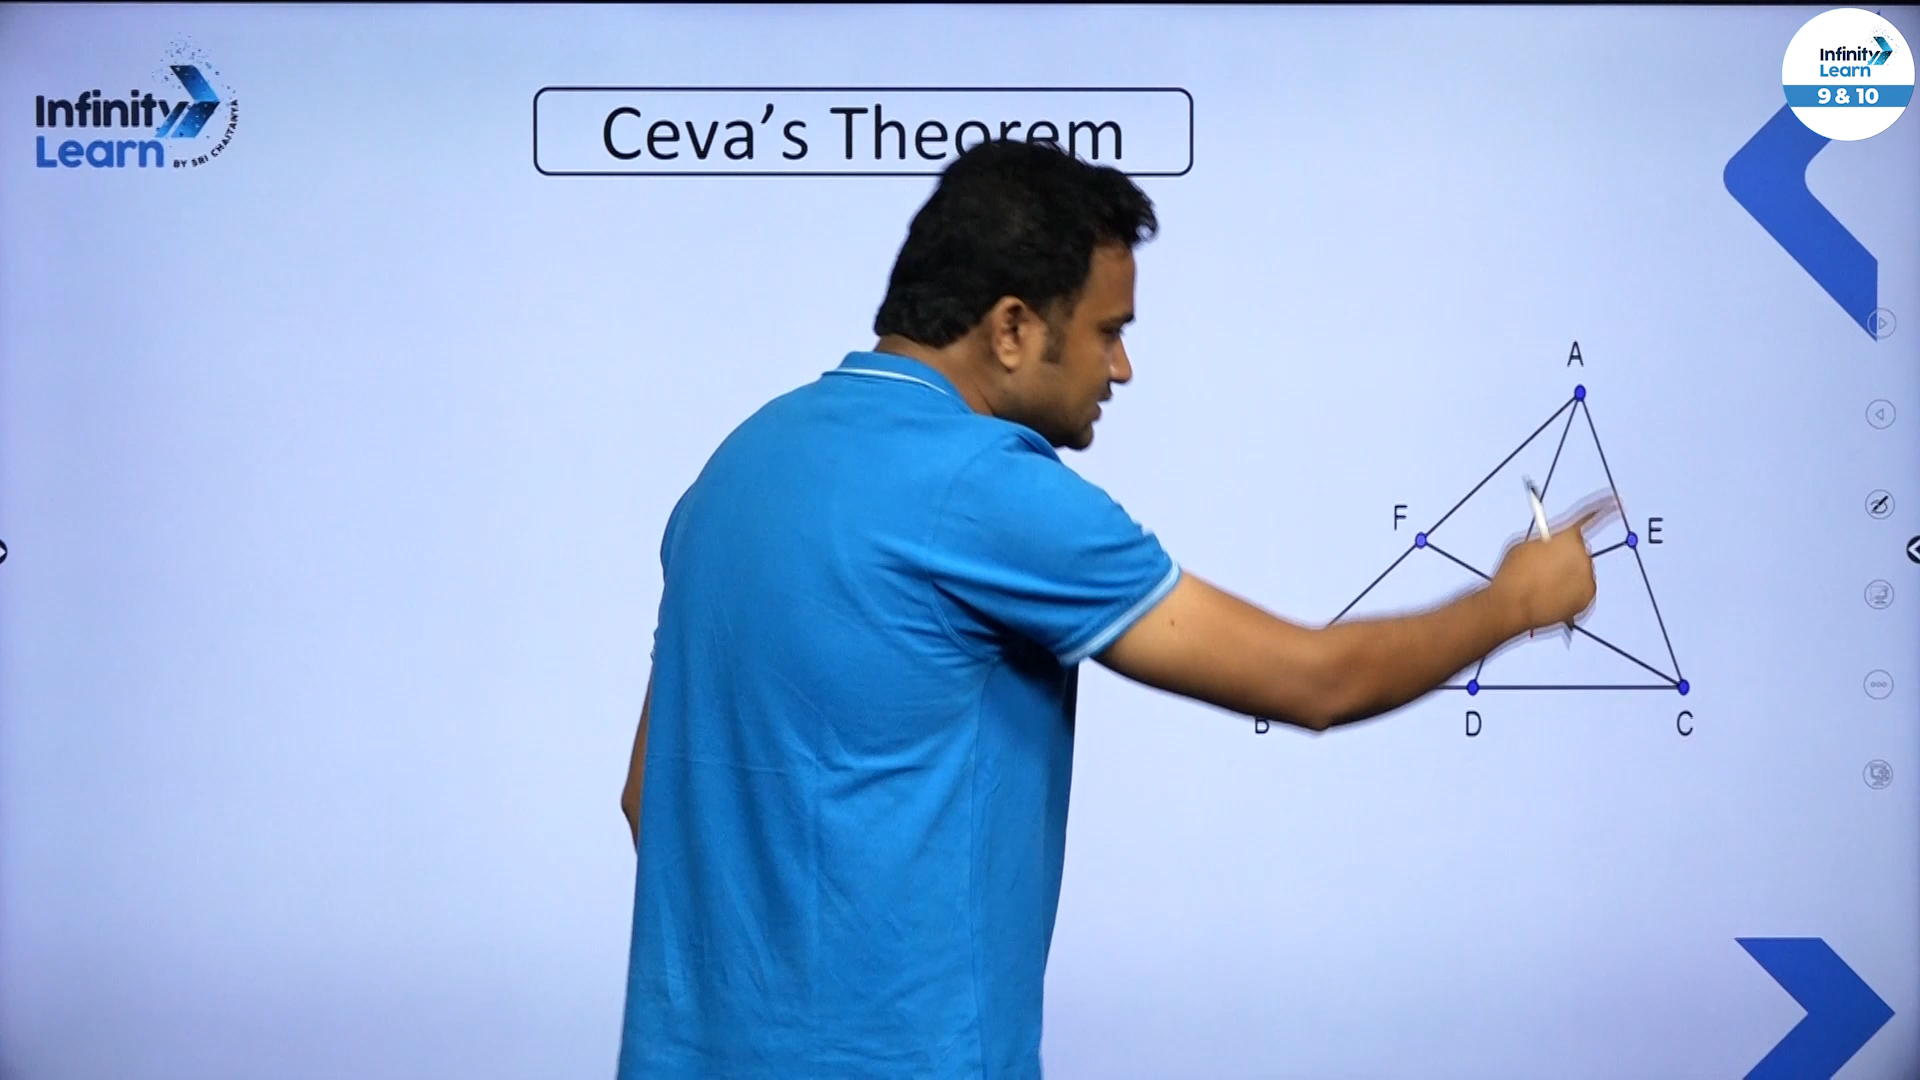 Infinity
Learn
BY SRI CHAITANYA
Ceva's Theorem
Infinity
Learn
9 & 10
A
F
E
B
D
C